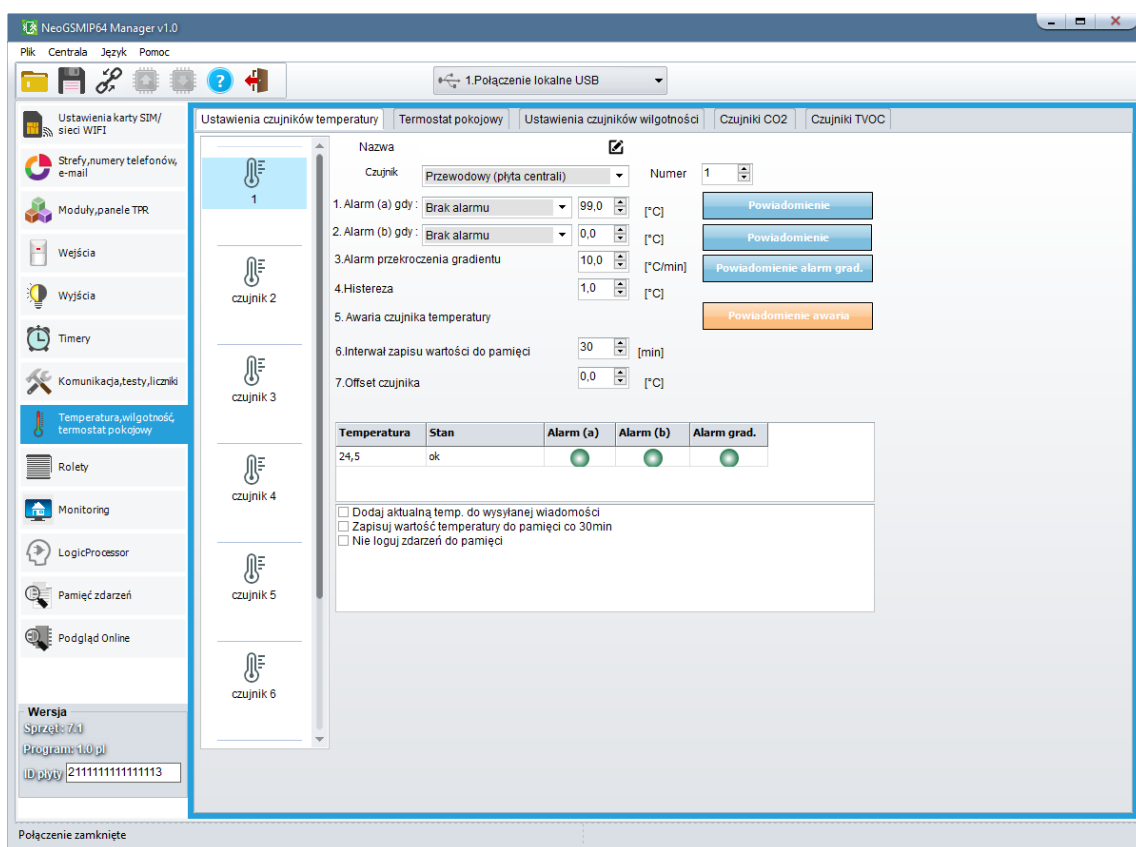 NeoGSMIP64 Manager v1.0
Plik Centrala Język Pomoc
1.Połączenie lokalne USB
Ustawienia karty SIM/
sieci WIFI
Strefy,numery telefonów,
e-mail
Moduły,panele TPR
Wejścia
Wyjścia
Timery
Komunikacja,testy,liczniki
Temperatura,wilgotność,
termostat pokojowy
Rolety
Monitoring
LogicProcessor
Pamięć zdarzeń
Podgląd Online
Wersja
Sprzęt: 7.1
Program: 1.0 pl
ID płyty 2111111111111113
Ustawienia czujników temperatury Termostat pokojowy Ustawienia czujników wilgotności Czujniki CO2 Czujniki TVOC
1
czujnik 2
czujnik 3
czujnik 4
czujnik 5
czujnik 6
Nazwa
Czujnik Przewodowy (płyta centrali) Numer 1
1. Alarm (a) gdy : Brak alarmu 99,0 [°C] Powiadomienie
2. Alarm (b) gdy : Brak alarmu 0,0 [°C] Powiadomienie
3.Alarm przekroczenia gradientu 10,0 [°C/min] Powiadomienie alarm grad.
4.Histereza 1,0 [°C]
5. Awaria czujnika temperatury Powiadomienie awaria
6.Interwał zapisu wartości do pamięci 30 [min]
7.Offset czujnika 0,0 [°C]
Temperatura Stan Alarm (a) Alarm (b) Alarm grad.
24,5 ok
Dodaj aktualną temp. do wysyłanej wiadomości
Zapisuj wartość temperatury do pamięci co 30min
Nie loguj zdarzeń do pamięci
Połączenie zamknięte